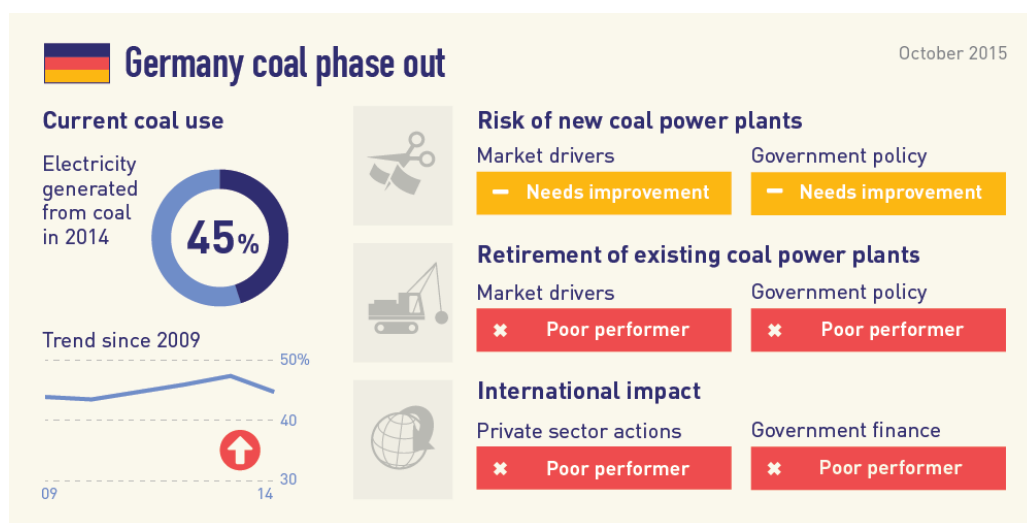 Germany coal phase out
October 2015
Current coal use
Electricity
generated
from coal
in 2014
45%
Trend since 2009
50%
40
30
09
14
Risk of new coal power plants
Market drivers
Needs improvement
Government policy
Needs improvement
Retirement of existing coal power plants
Market drivers
Poor performer
Government policy
Poor performer
International impact
Private sector actions
Poor performer
Government finance
Poor performer